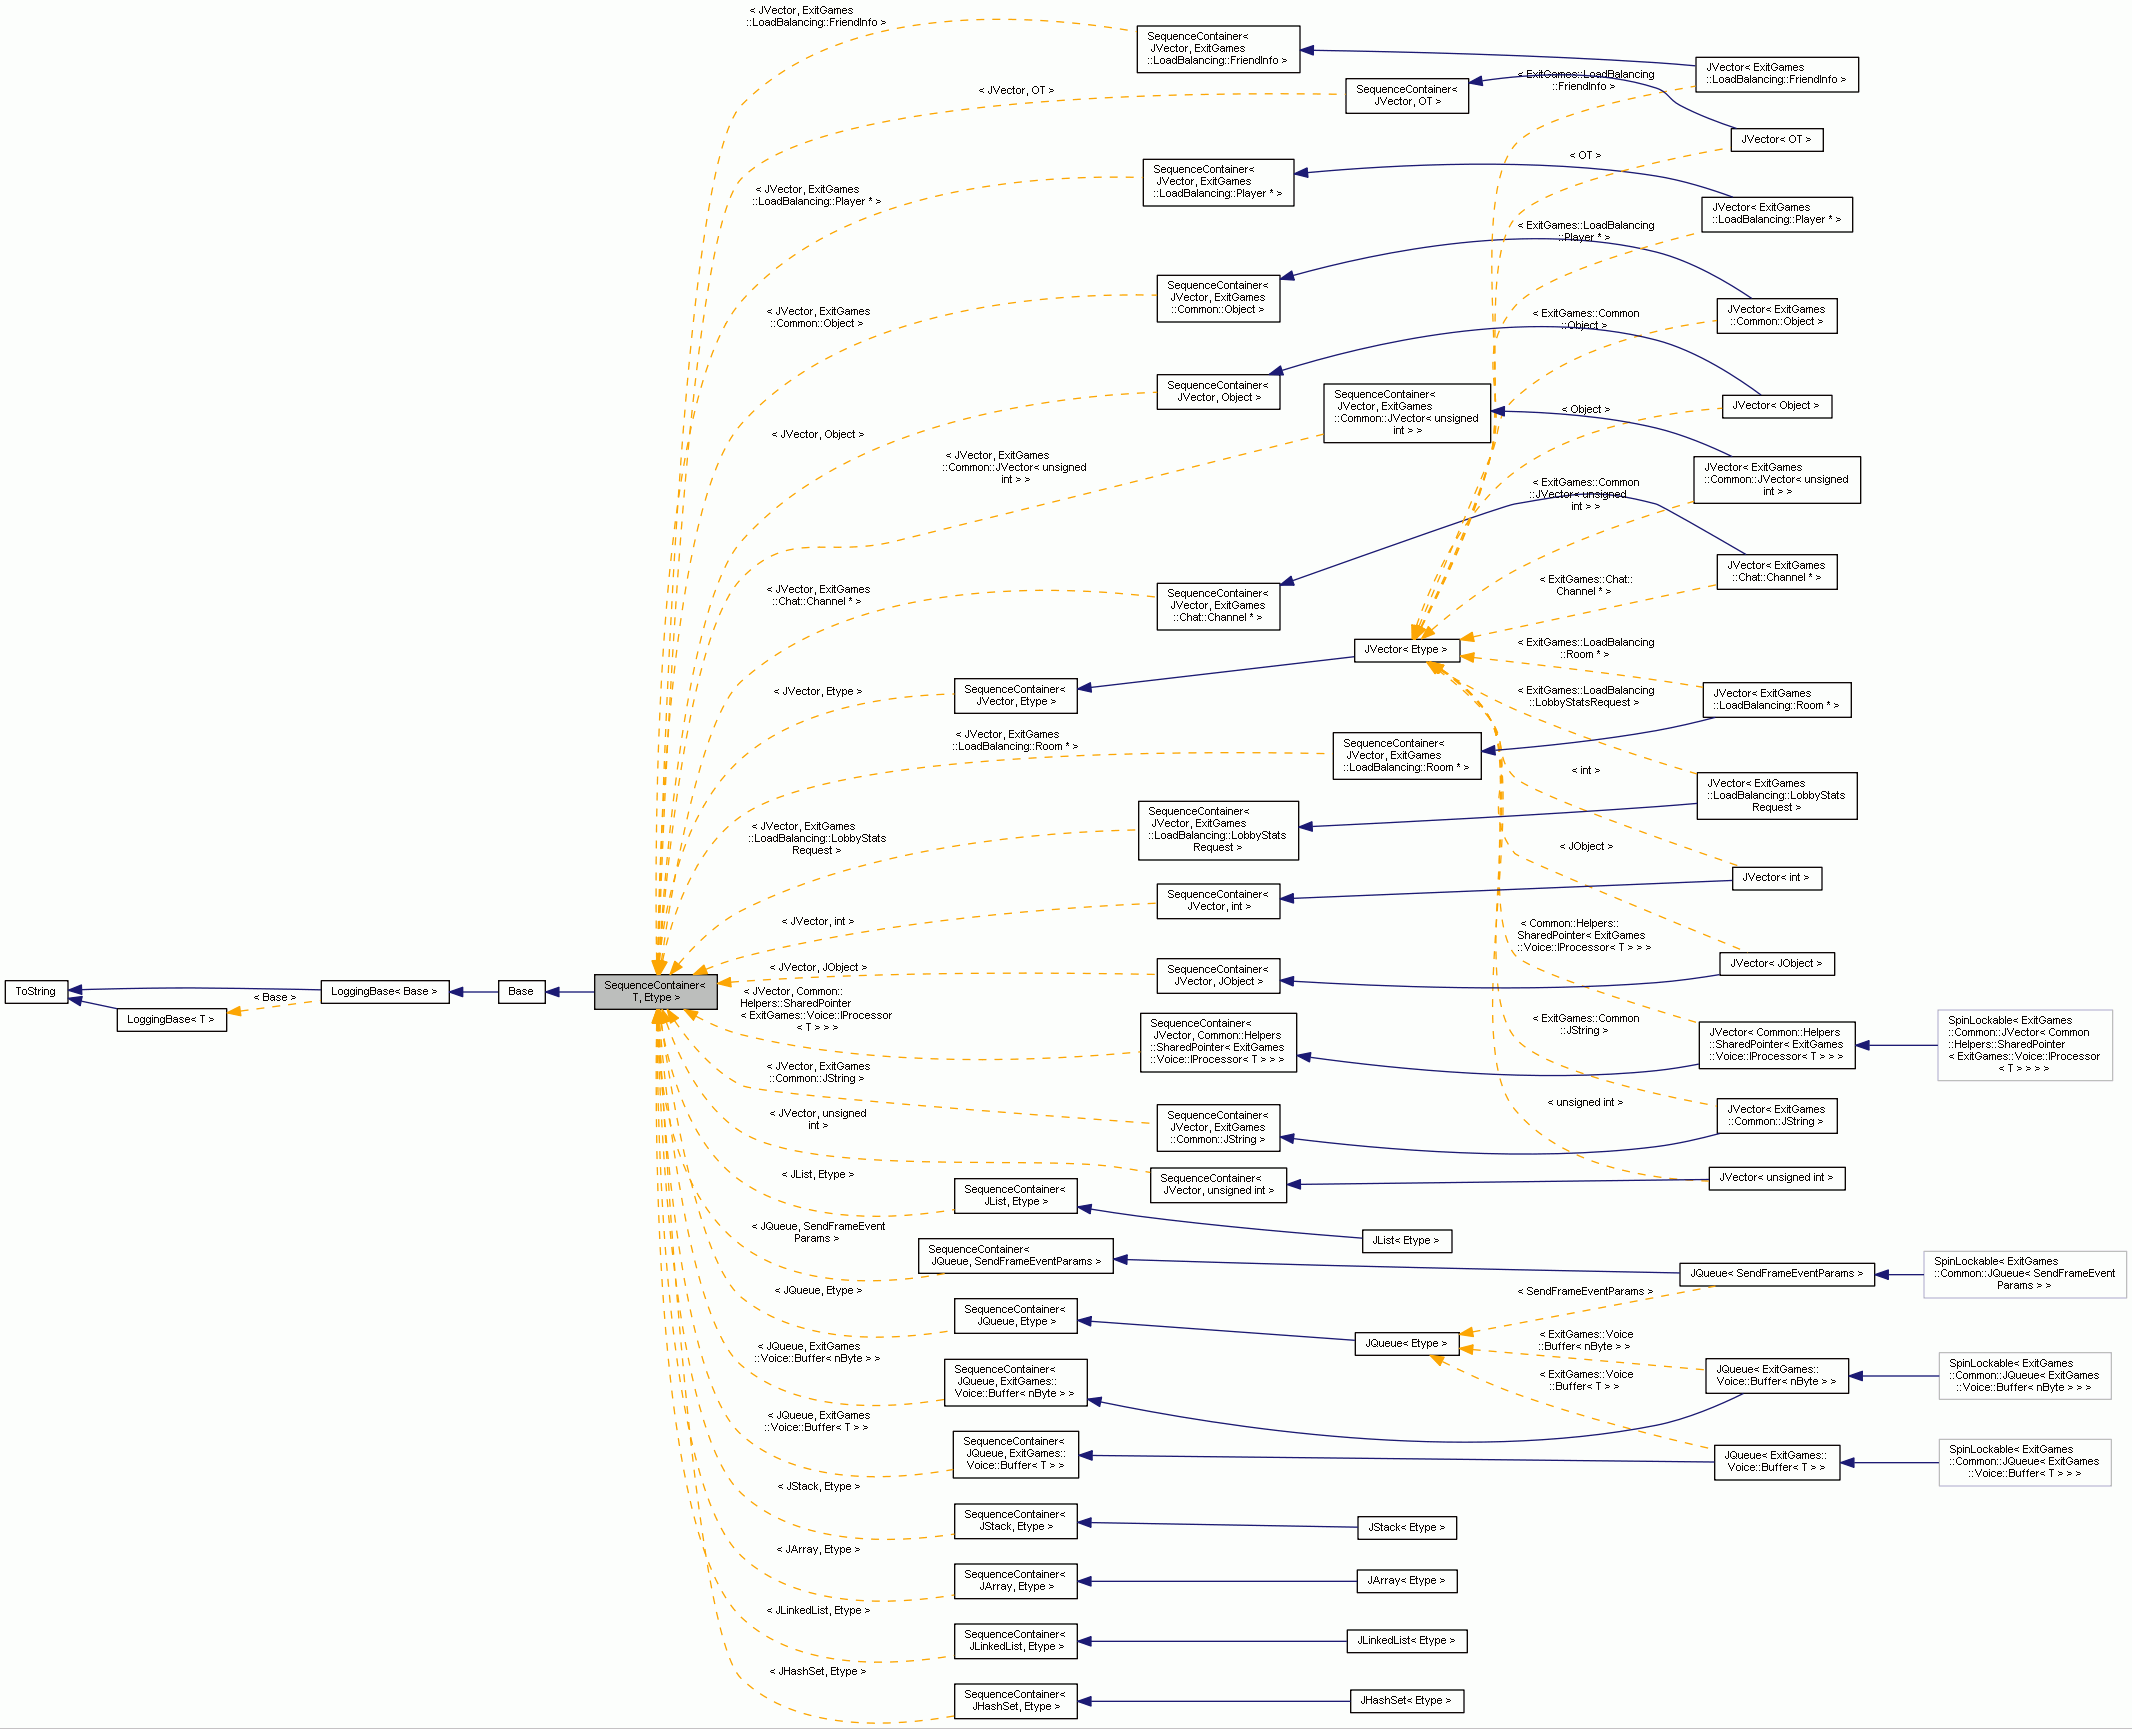 < JVector, ExitGames
::LoadBalancing::FriendInfo >
SequenceContainer<
JVector, ExitGames
::LoadBalancing::FriendInfo >
JVector< ExitGames
::LoadBalancing::FriendInfo >
< ExitGames::LoadBalancing
::FriendInfo >
< JVector, OT >
SequenceContainer<
JVector, OT >
JVector< OT >
< OT >
< JVector, ExitGames
::LoadBalancing::Player * >
SequenceContainer<
JVector, ExitGames
::LoadBalancing::Player * >
JVector< ExitGames
::LoadBalancing::Player * >
< ExitGames::LoadBalancing
::Player * >
< JVector, ExitGames
::Common::Object >
SequenceContainer<
JVector, ExitGames
::Common::Object >
JVector< ExitGames
::Common::Object >
< ExitGames::Common
::Object >
SequenceContainer<
JVector, Object >
< JVector, Object >
SequenceContainer<
JVector, ExitGames
::Common::JVector< unsigned
int > >
< Object >
JVector< Object >
< JVector, ExitGames
::Common::JVector< unsigned
int > >
JVector< ExitGames
::Common::JVector< unsigned
int > >
< ExitGames::Common
::JVector< unsigned
int > >
< JVector, ExitGames
::Chat::Channel * >
SequenceContainer<
JVector, ExitGames
::Chat::Channel * >
< ExitGames::Chat::
Channel * >
JVector< ExitGames
::Chat::Channel * >
JVector< Etype >
< ExitGames::LoadBalancing
::Room * >
< JVector, Etype >
SequenceContainer<
JVector, Etype >
< ExitGames::LoadBalancing
::LobbyStatsRequest >
JVector< ExitGames
::LoadBalancing::Room * >
< JVector, ExitGames
::LoadBalancing::Room * >
SequenceContainer<
JVector, ExitGames
::LoadBalancing::Room * >
< int >
JVector< ExitGames
::LoadBalancing::LobbyStats
Request >
< JVector, ExitGames
::LoadBalancing::LobbyStats
Request >
SequenceContainer<
JVector, ExitGames
::LoadBalancing::LobbyStats
Request >
< JObject >
JVector< int >
< JVector, int >
SequenceContainer<
JVector, int >
< Common::Helpers::
SharedPointer< ExitGames
::Voice::IProcessor< T > > >
JVector< JObject >
< JVector, JObject >
SequenceContainer<
JVector, JObject >
ToString
< Base >
LoggingBase< T >
LoggingBase< Base >
Base
SequenceContainer<
T, Etype >
< JVector, Common::
Helpers::SharedPointer
< ExitGames::Voice::IProcessor
< T > > >
SequenceContainer<
JVector, Common::Helpers
::SharedPointer< ExitGames
::Voice::IProcessor< T > > >
< ExitGames::Common
::JString >
JVector< Common::Helpers
::SharedPointer< ExitGames
::Voice::IProcessor< T > > >
SpinLockable< ExitGames
::Common::JVector< Common
::Helpers::SharedPointer
< ExitGames::Voice::IProcessor
< T > > > >
< JVector, ExitGames
::Common::JString >
SequenceContainer<
JVector, ExitGames
::Common::JString >
< unsigned int >
JVector< ExitGames
::Common::JString >
< JVector, unsigned
int >
SequenceContainer<
JVector, unsigned int >
JVector< unsigned int >
< JList, Etype >
SequenceContainer<
JList, Etype >
JList< Etype >
< JQueue, SendFrameEvent
Params >
SequenceContainer<
JQueue, SendFrameEventParams >
JQueue< SendFrameEventParams >
SpinLockable< ExitGames
::Common::JQueue< SendFrameEvent
Params > >
< SendFrameEventParams >
< JQueue, Etype >
SequenceContainer<
JQueue, Etype >
JQueue< Etype >
< ExitGames::Voice
::Buffer< nByte > >
< JQueue, ExitGames
::Voice::Buffer< nByte > >
SequenceContainer<
JQueue, ExitGames::
Voice::Buffer< nByte > >
< ExitGames::Voice
::Buffer< T > >
JQueue< ExitGames::
Voice::Buffer< nByte > >
SpinLockable< ExitGames
::Common::JQueue< ExitGames
::Voice::Buffer< nByte > > >
< JQueue, ExitGames
::Voice::Buffer< T > >
SequenceContainer<
JQueue, ExitGames::
Voice::Buffer< T > >
JQueue< ExitGames::
Voice::Buffer< T > >
SpinLockable< ExitGames
::Common::JQueue< ExitGames
::Voice::Buffer< T > > >
< JStack, Etype >
SequenceContainer<
JStack, Etype >
JStack< Etype >
< JArray, Etype >
SequenceContainer<
JArray, Etype >
JArray< Etype >
< JLinkedList, Etype >
SequenceContainer<
JLinkedList, Etype >
JLinkedList< Etype >
< JHashSet, Etype >
SequenceContainer<
JHashSet, Etype >
JHashSet< Etype >